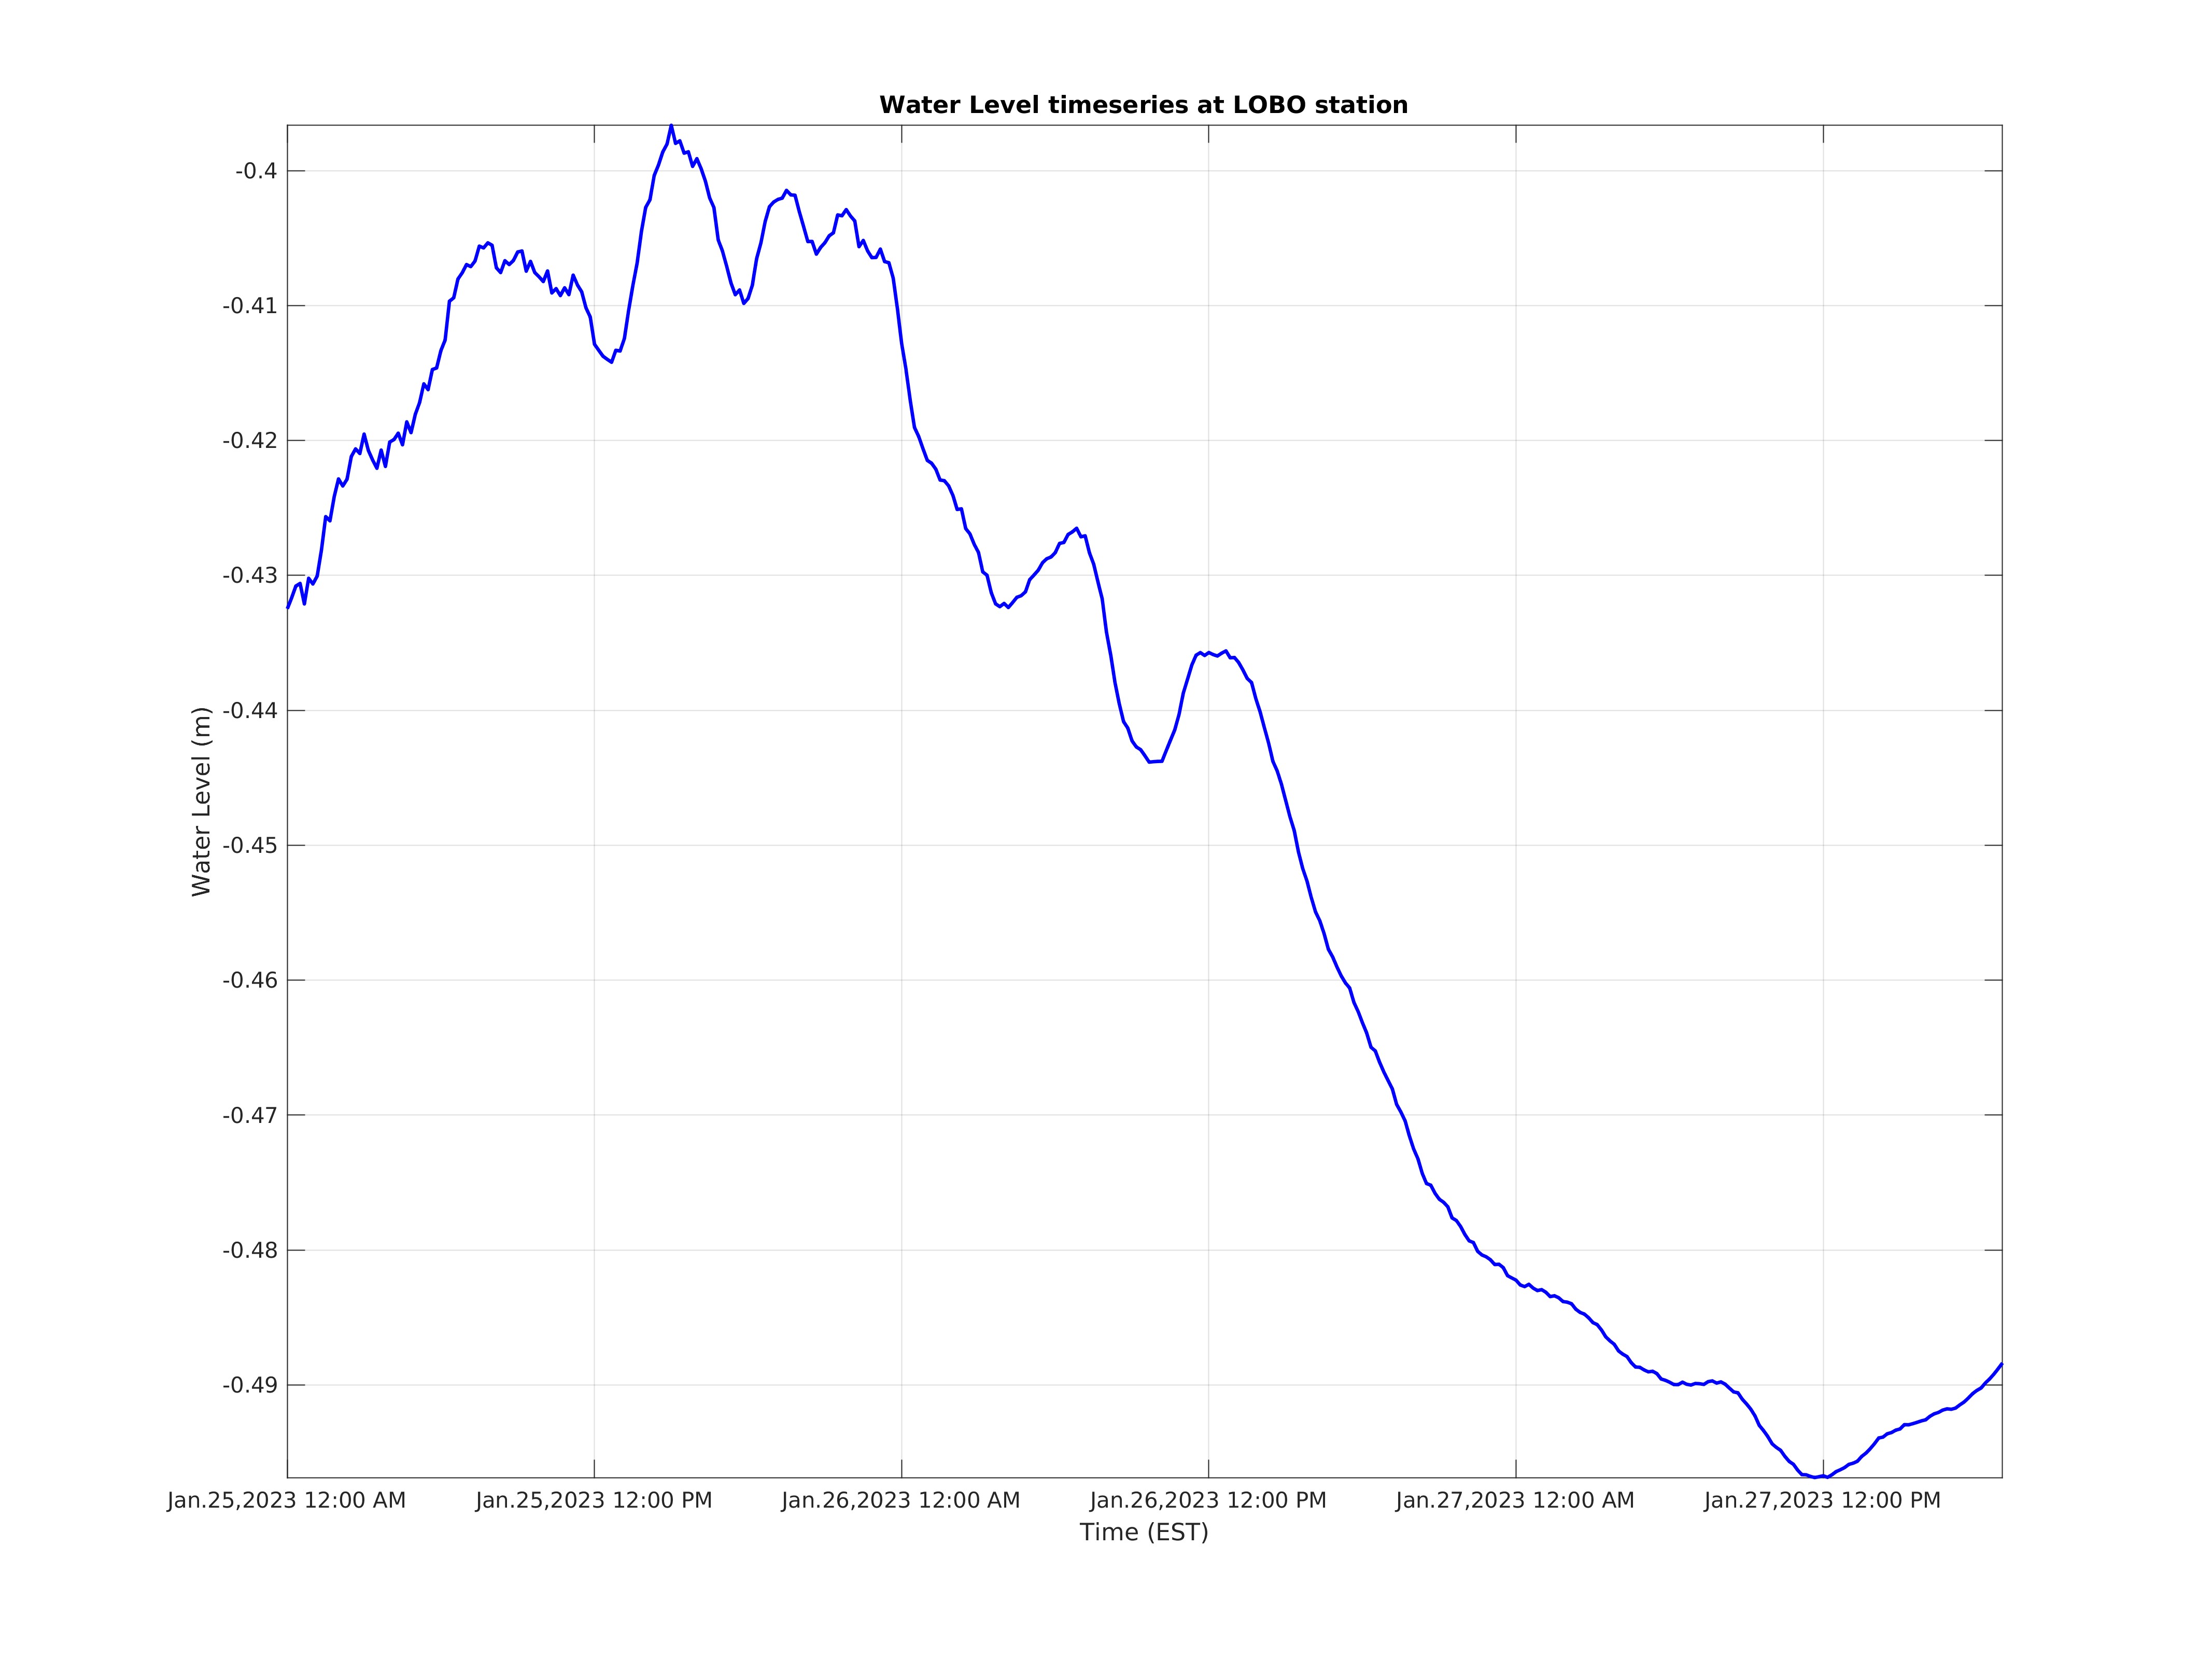 Water Level timeseries at LOBO station
-0.4
-0.41
-0.42
-0.43
-0.44
-0.45
-0.46
-0.47
-0.48
-0.49
Water Level (m)
Jan.25,2023 12:00 AM Jan.25,2023 12:00 PM Jan.26,2023 12:00 AM Jan.26,2023 12:00 PM Jan.27,2023 12:00 AM Jan.27,2023 12:00 PM
Time (EST)